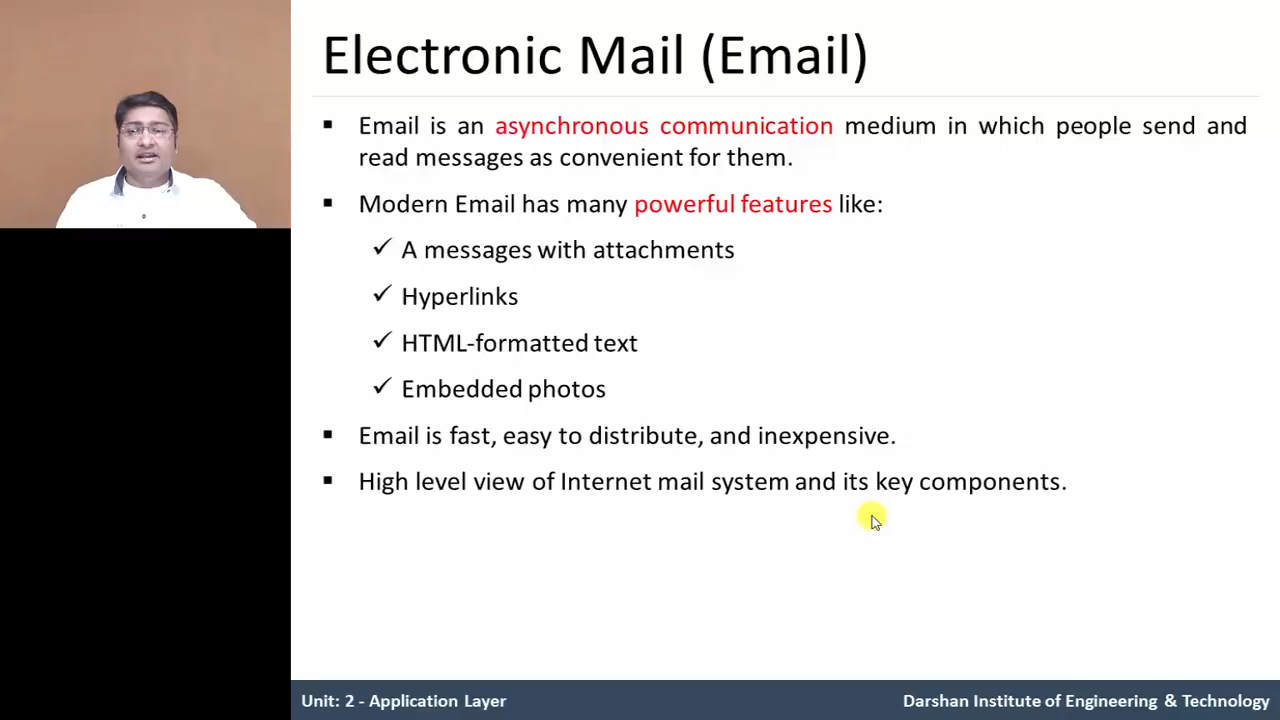 Electronic Mail (Email)
Email is an asynchronous communication medium in which people send and
read messages as convenient for them.
Modern Email has many powerful features like:
A messages with attachments
Hyperlinks
HTML-formatted text
Embedded photos
Email is fast, easy to distribute, and inexpensive.
High level view of Internet mail system and its key components.
Unit: 2 - Application Layer
Darshan Institute of Engineering & Technology